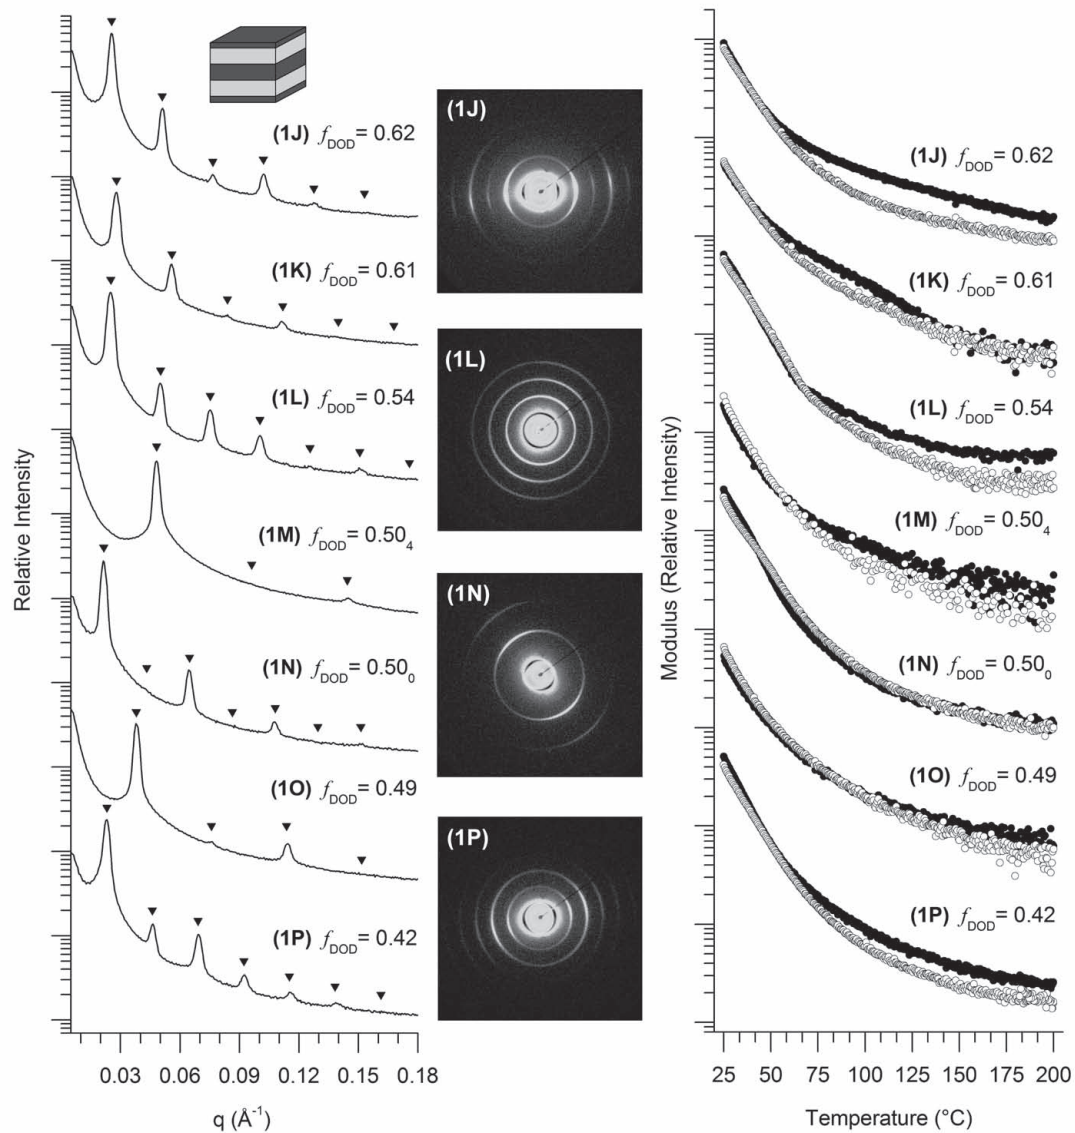 (1J) fDOD = 0.62
(1K) fDOD = 0.61
(1L) fDOD = 0.54
(1M) fDOD = 0.504
(1N) fDOD = 0.500
(1O) fDOD = 0.49
(1P) fDOD = 0.42
Relative Intensity
0.03 0.06 0.09 0.12 0.15 0.18
q (Å-1)
(1J)
(1L)
(1N)
(1P)
(1J) fDOD = 0.62
(1K) fDOD = 0.61
(1L) fDOD = 0.54
(1M) fDOD = 0.504
(1N) fDOD = 0.500
(1O) fDOD = 0.49
(1P) fDOD = 0.42
Modulus (Relative Intensity)
25 50 75 100 125 150 175 200
Temperature (°C)